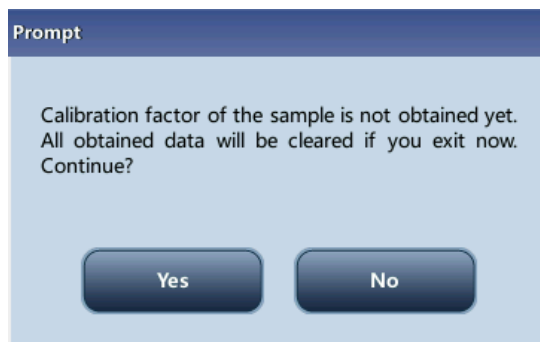 Prompt
Calibration factor of the sample is not obtained yet.
All obtained data will be cleared if you exit now.
Continue?
Yes No